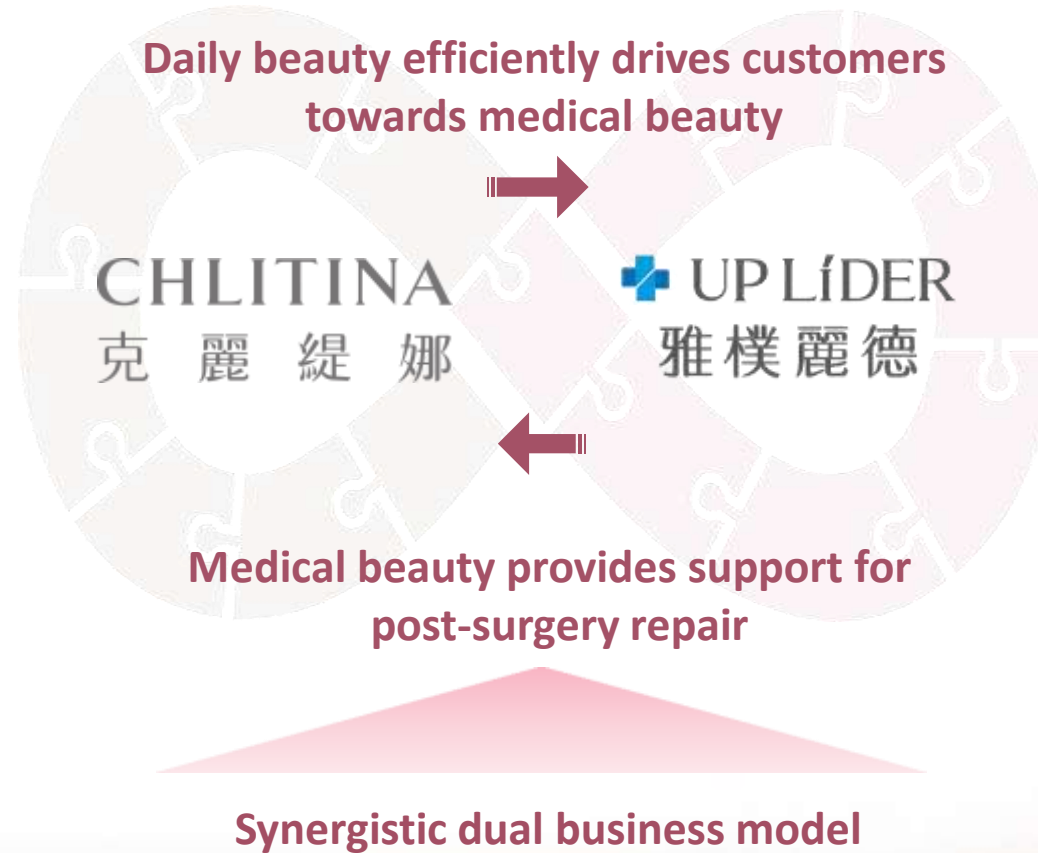 Daily beauty efficiently drives customers
towards medical beauty
CHLITINA
克麗緹娜
UP LíDER
雅樸麗德
Medical beauty provides support for
post-surgery repair
Synergistic dual business model